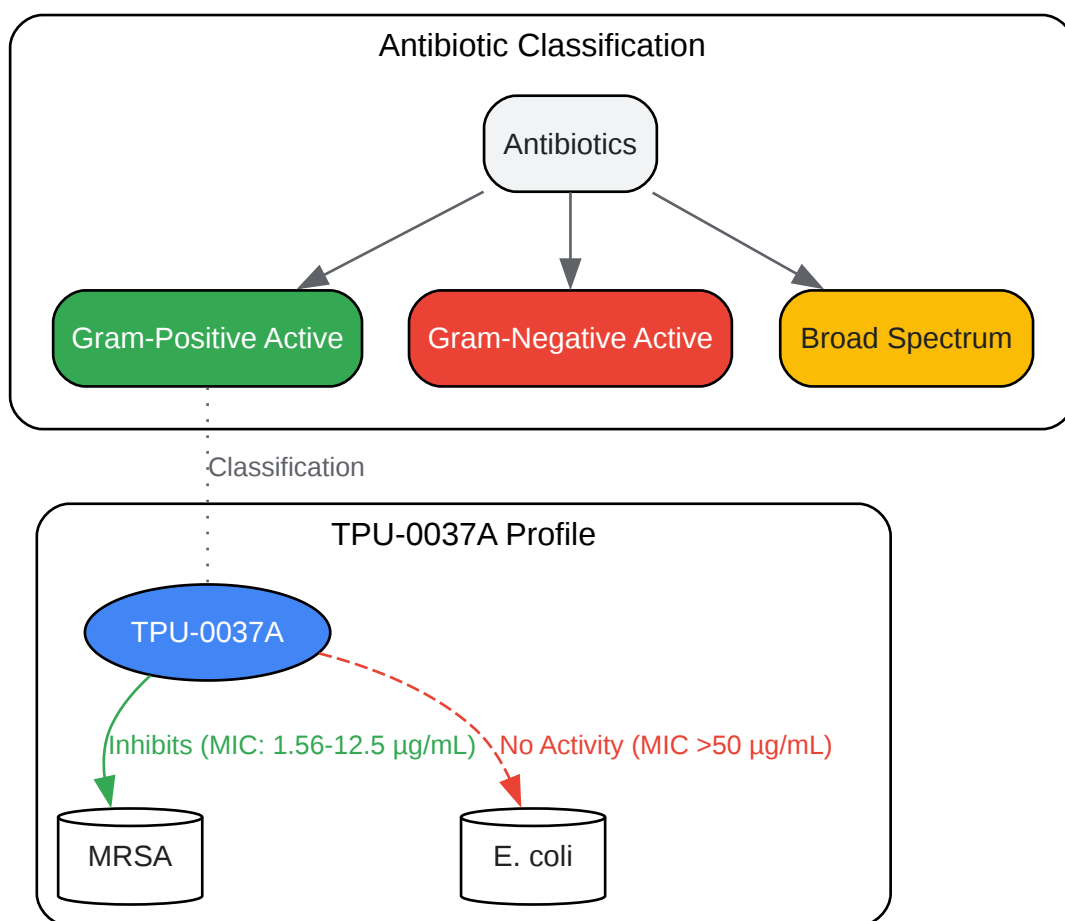 Antibiotic Classification
Antibiotics
Gram-Positive Active
Gram-Negative Active
Broad Spectrum
Classification
TPU-0037A Profile
TPU-0037A
Inhibits (MIC: 1.56-12.5 µg/mL)
No Activity (MIC >50 µg/mL)
MRSA
E. coli